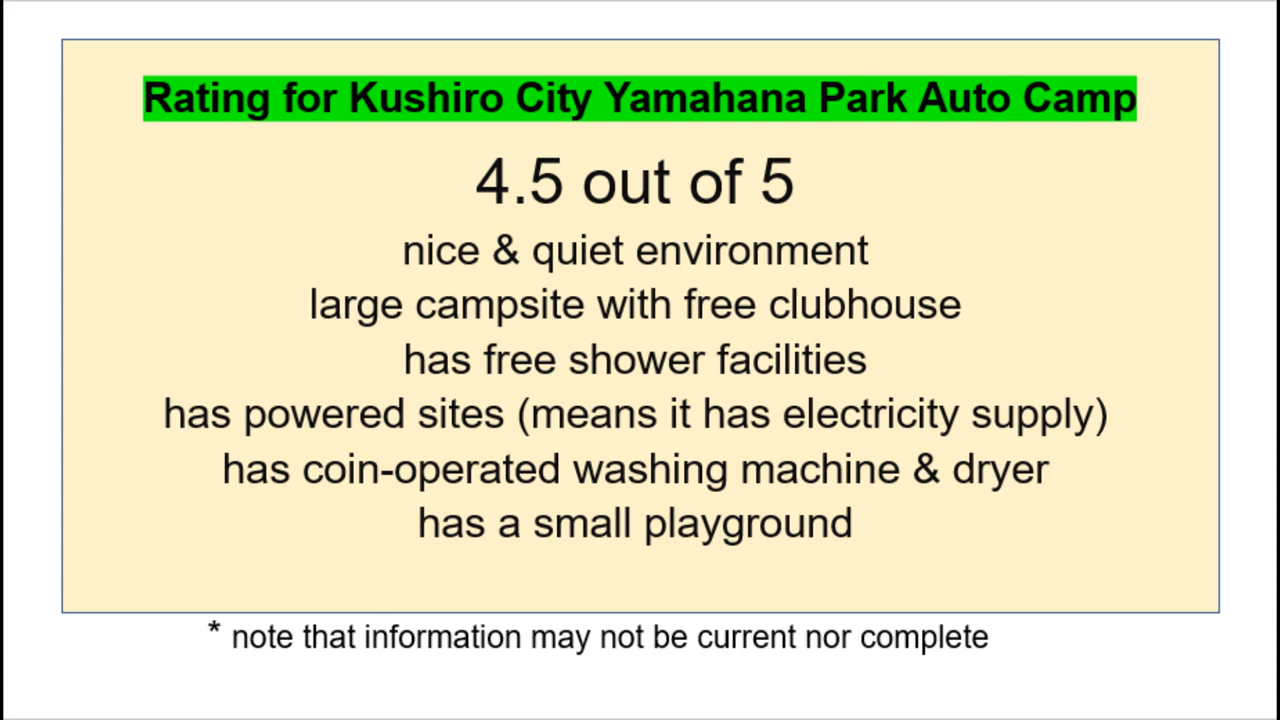 Rating for Kushiro City Yamahana Park Auto Camp
4.5 out of 5
nice & quiet environment
large campsite with free clubhouse
has free shower facilities
has powered sites (means it has electricity supply)
has coin-operated washing machine & dryer
has a small playground
* note that information may not be current nor complete